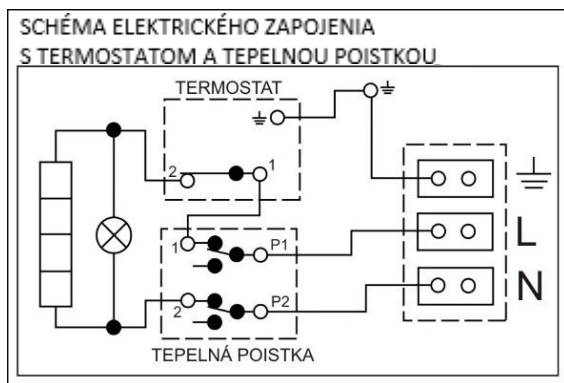 SCHÉMA ELEKTRICKÉHO ZAPOJENIA
S TERMOSTATOM A TEPELNOU POISTKOU
TERMOSTAT
2
1
1
P1
L
2
P2
N
TEPELNÁ POISTKA